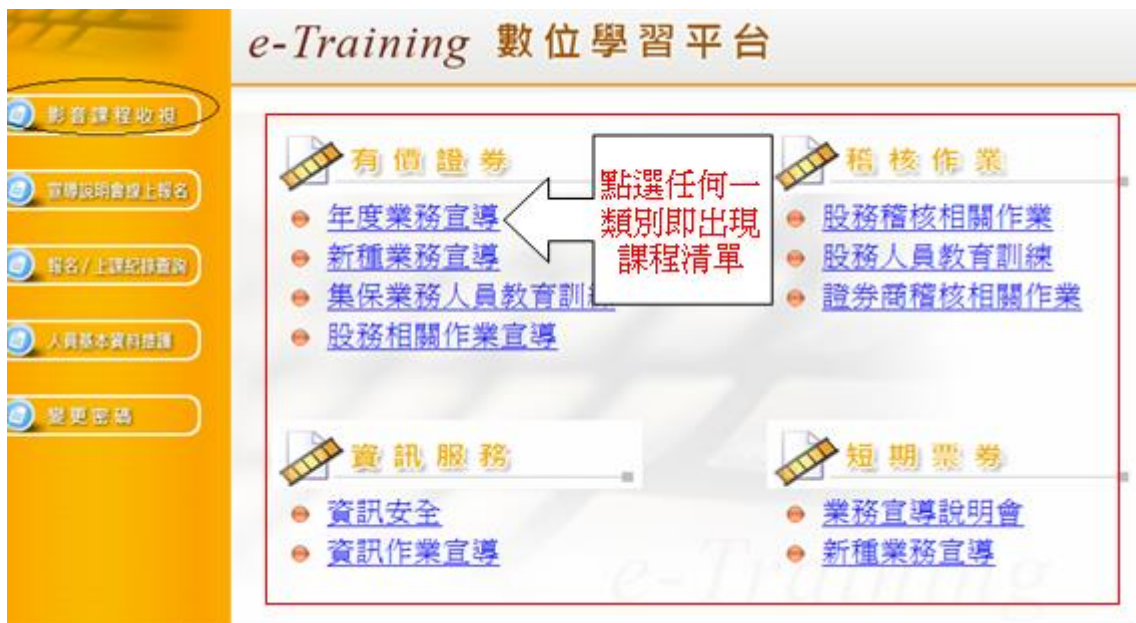 e-Training 數位學習平台
影音課程收視
宣導說明會線上報名
報名/上課紀錄查詢
人員基本資料維護
變更密碼
有價證券
年度業務宣導
新種業務宣導
集保業務人員教育訓練
股務相關作業宣導
點選任何一
類別即出現
課程清單
稽核作業
股務稽核相關作業
股務人員教育訓練
證券商稽核相關作業
資訊服務
資訊安全
資訊作業宣導
短期票券
業務宣導說明會
新種業務宣導
e-Training